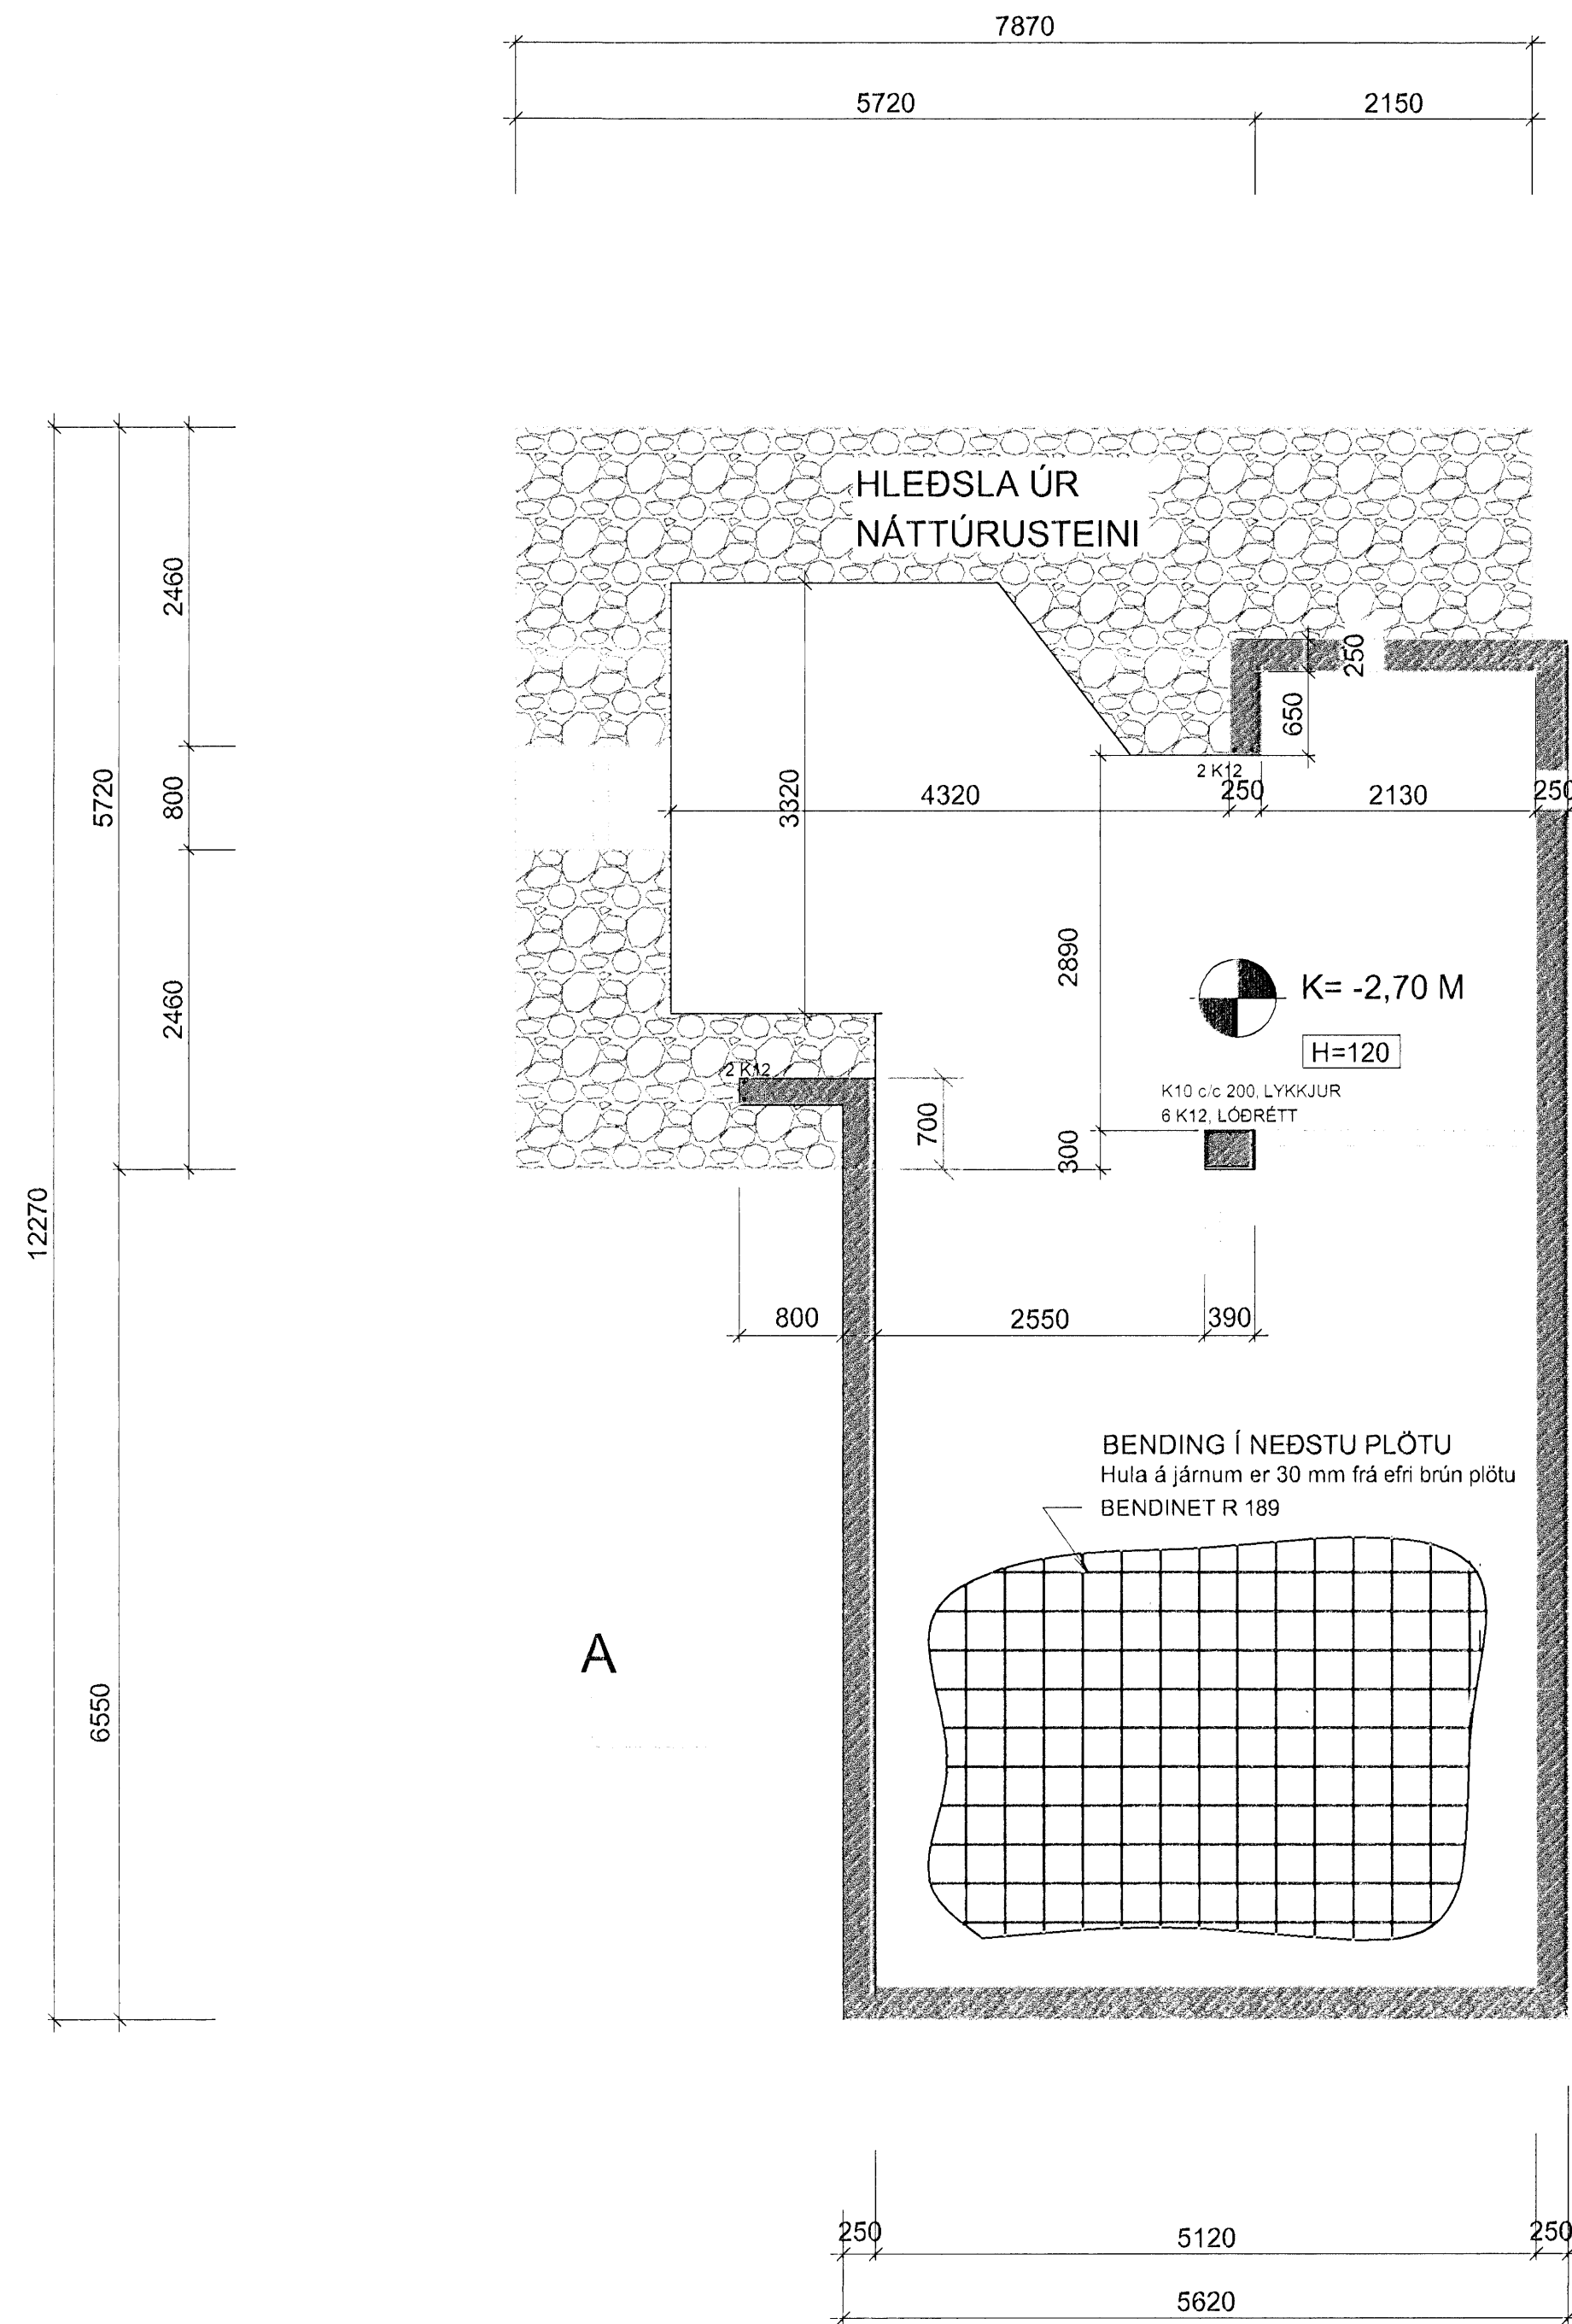 7870
5720
2150
HLEÐSLA ÚR
NÁTTÚRUSTEINI
2460
250
650
2 K12
5720
800
3320
4320
250
2130
250
2890
K= -2,70 M
2460
H=120
2 K12
K10 c/c 200, LYKKJUR
6 K12, LÓÐRÉTT
700
300
12270
800
2550
390
BENDING Í NEÐSTU PLÖTU
Hula á járnum er 30 mm frá efri brún plötu
BENDINET R 189
A
6550
250
5120
250
5620